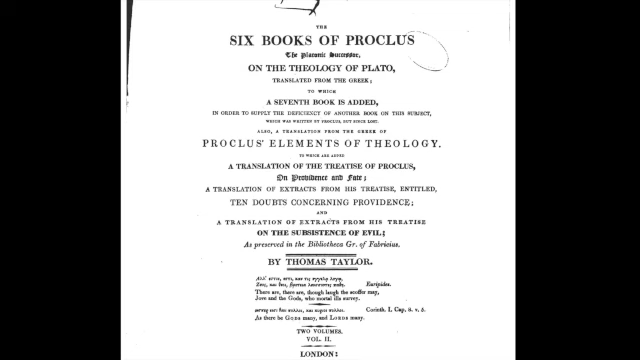 THE
SIX BOOKS OF PROCLUS
The Platonic Successor,
ON THE THEOLOGY OF PLATO,
TRANSLATED FROM THE GREEK;
TO WHICH
A SEVENTH BOOK IS ADDED,
IN ORDER TO SUPPLY THE DEFICIENCY OF ANOTHER BOOK ON THIS SUBJECT,
WHICH WAS WRITTEN BY PROCLUS, BUT SINCE LOST.
ALSO, A TRANSLATION FROM THE GREEK OF
PROCLUS' ELEMENTS OF THEOLOGY.
TO WHICH ARE ADDED
A TRANSLATION OF THE TREATISE OF PROCLUS,
On Providence and Fate;
A TRANSLATION OF EXTRACTS FROM HIS TREATISE, ENTITLED,
TEN DOUBTS CONCERNING PROVIDENCE;
AND
A TRANSLATION OF EXTRACTS FROM HIS TREATISE
ON THE SUBSISTENCE OF EVIL;
As preserved in the Bibliotheca Gr. of Fabricius.
BY THOMAS TAYLOR.
Euripides.
There are, there are, though laugh the scoffer may,
Jove and the Gods, who mortal ills survey.
Corinth. I. Cap. 8. v. 5.
As there be GODS many, and LORDS many.
TWO VOLUMES.
VOL. II.
LONDON: